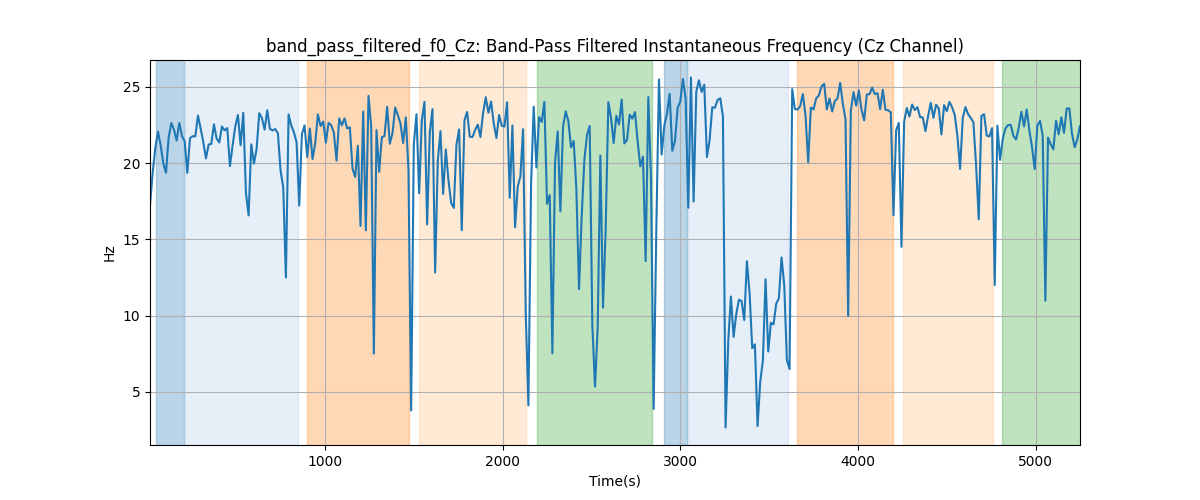 band_pass_filtered_f0_Cz: Band-Pass Filtered Instantaneous Frequency (Cz Channel)
25
20
15
10
5
Hz
1000 2000 3000 4000 5000
Time(s)